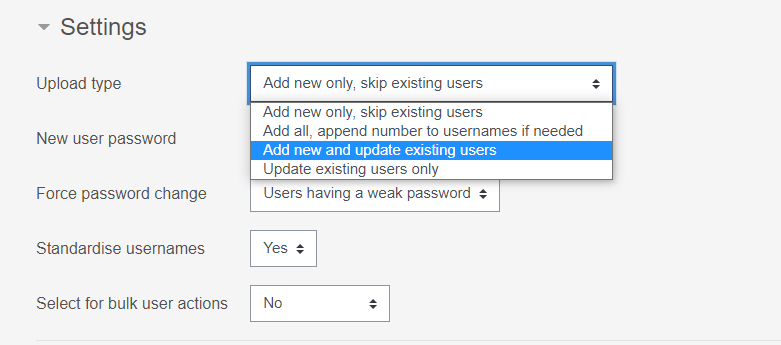 Settings
Upload type
Add new only, skip existing users
Add new only, skip existing users
Add all, append number to usernames if needed
Add new and update existing users
Update existing users only
New user password
Force password change
Users having a weak password
Standardise usernames
Yes
Select for bulk user actions
No